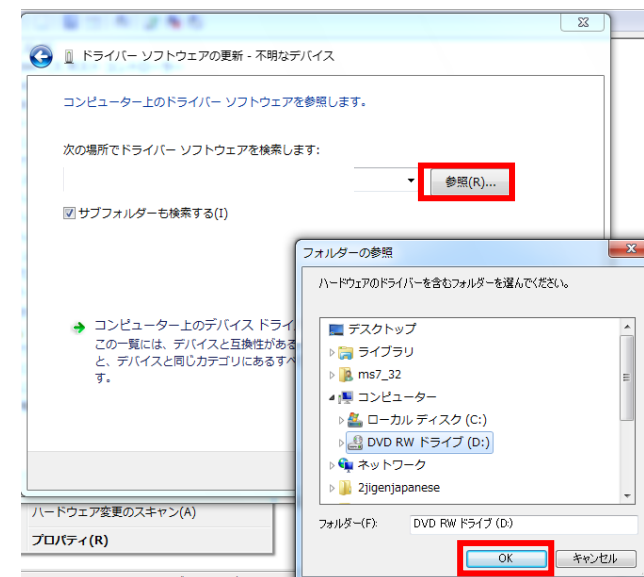 ドライバー ソフトウェアの更新 - 不明なデバイス
コンピューター上のドライバー ソフトウェアを参照します。
次の場所でドライバー ソフトウェアを検索します:
参照(R)...
サブフォルダーも検索する(I)
フォルダーの参照
ハードウェアのドライバーを含むフォルダーを選んでください。
コンピューター上のデバイス ドライ
この一覧には、デバイスと互換性がある
と、デバイスと同じカテゴリにあるすべ
す。
デスクトップ
ライブラリ
ms7_32
コンピューター
ローカル ディスク (C:)
DVD RW ドライブ (D:)
ネットワーク
2jigenjapanese
フォルダー(F):
DVD RW ドライブ (D:)
OK
キャンセル
ハードウェア変更のスキャン(A)
プロパティ(R)